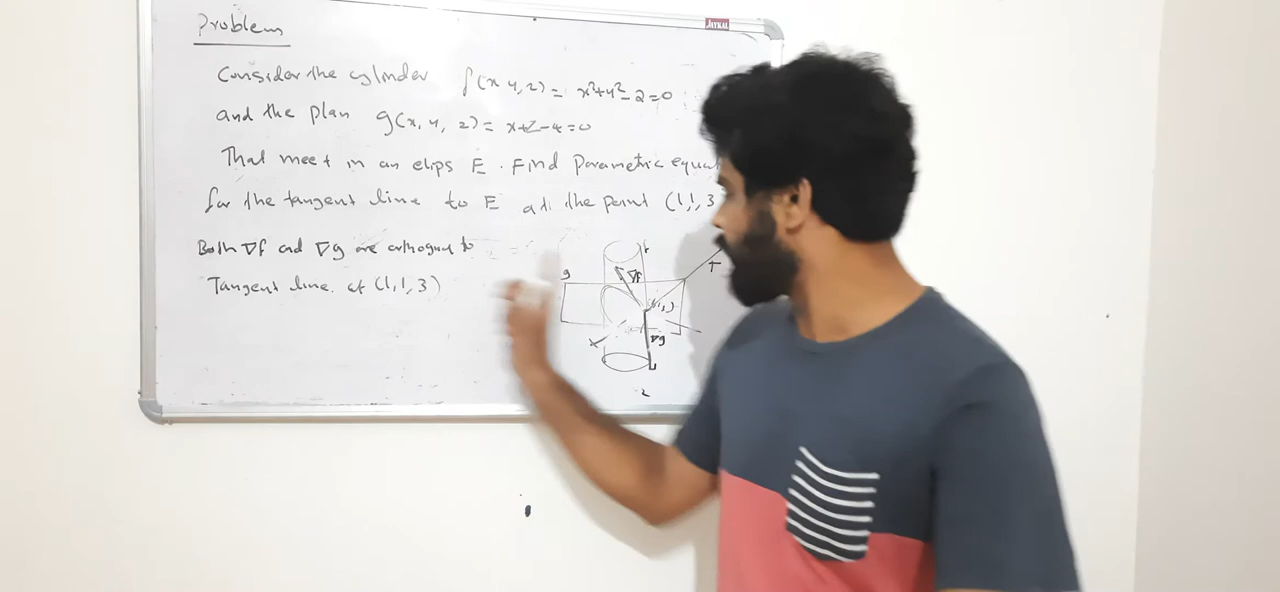 JAYKAL
Problem
Consider the cylinder f(x y, z) = x²+y²-2=0
and the plan g(x, y, z) = x+z-4=0
That meet in an elips E. Find parametric equat
for the tangent line to E at the point (1,1,3
Both ∇f and ∇g are orthogonal to
Tangent line at (1,1,3)
g
∇f
T
∇g